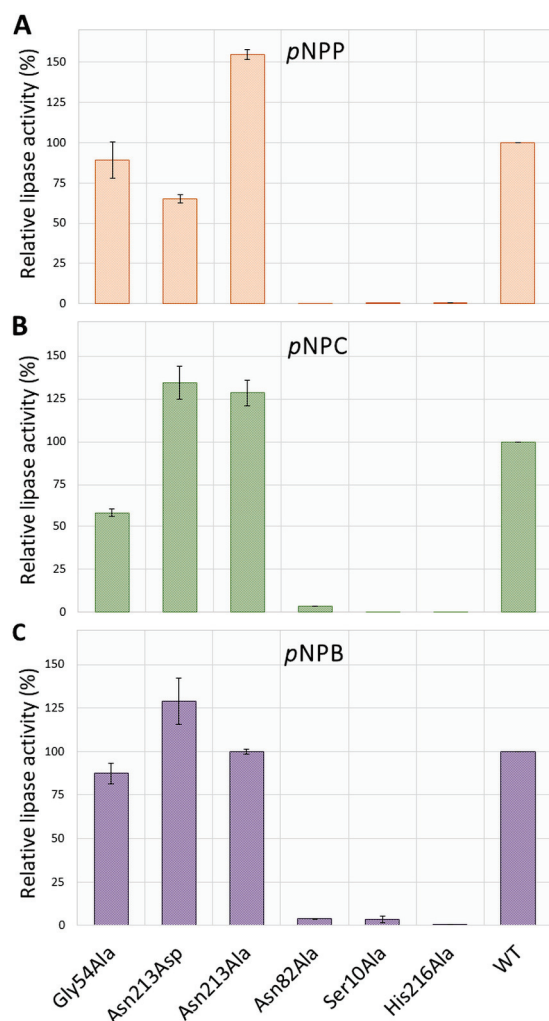 A
pNPP
Relative lipase activity (%)
150
125
100
75
50
25
0
B
pNPC
Relative lipase activity (%)
150
125
100
75
50
25
0
C
pNPB
Relative lipase activity (%)
150
125
100
75
50
25
0
Gly54Ala
Asn213Asp
Asn213Ala
Asn82Ala
Ser10Ala
His216Ala
WT